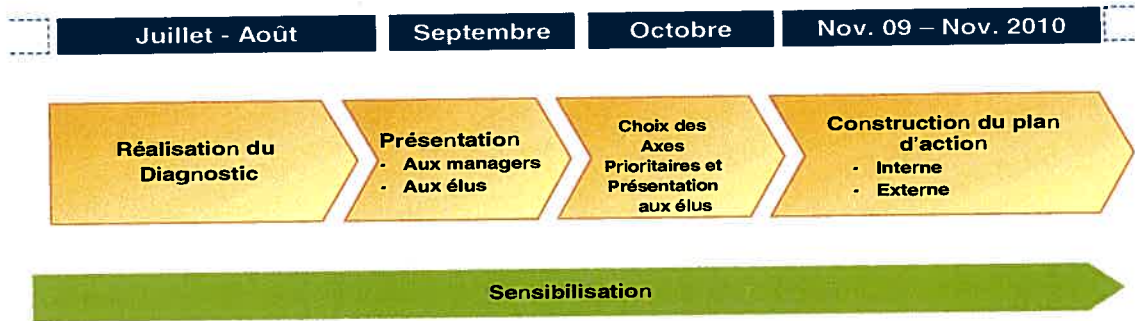 Juillet - Août
Septembre
Octobre
Nov. 09 – Nov. 2010
Réalisation du
Diagnostic
Présentation
- Aux managers
- Aux élus
Choix des
Axes
Prioritaires et
Présentation
aux élus
Construction du plan
d'action
- Interne
- Externe
Sensibilisation